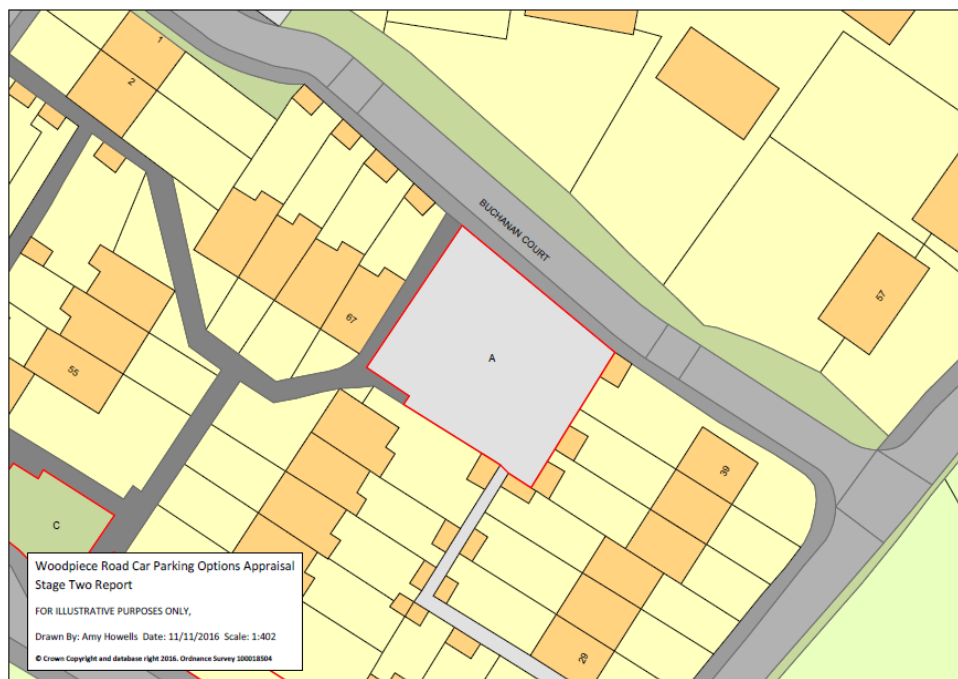 1
2
BUCHANAN COURT
57
67
A
55
39
C
29
Woodpiece Road Car Parking Options Appraisal
Stage Two Report
FOR ILLUSTRATIVE PURPOSES ONLY,
Drawn By: Amy Howells Date: 11/11/2016 Scale: 1:402
© Crown Copyright and database right 2016. Ordnance Survey 100018504